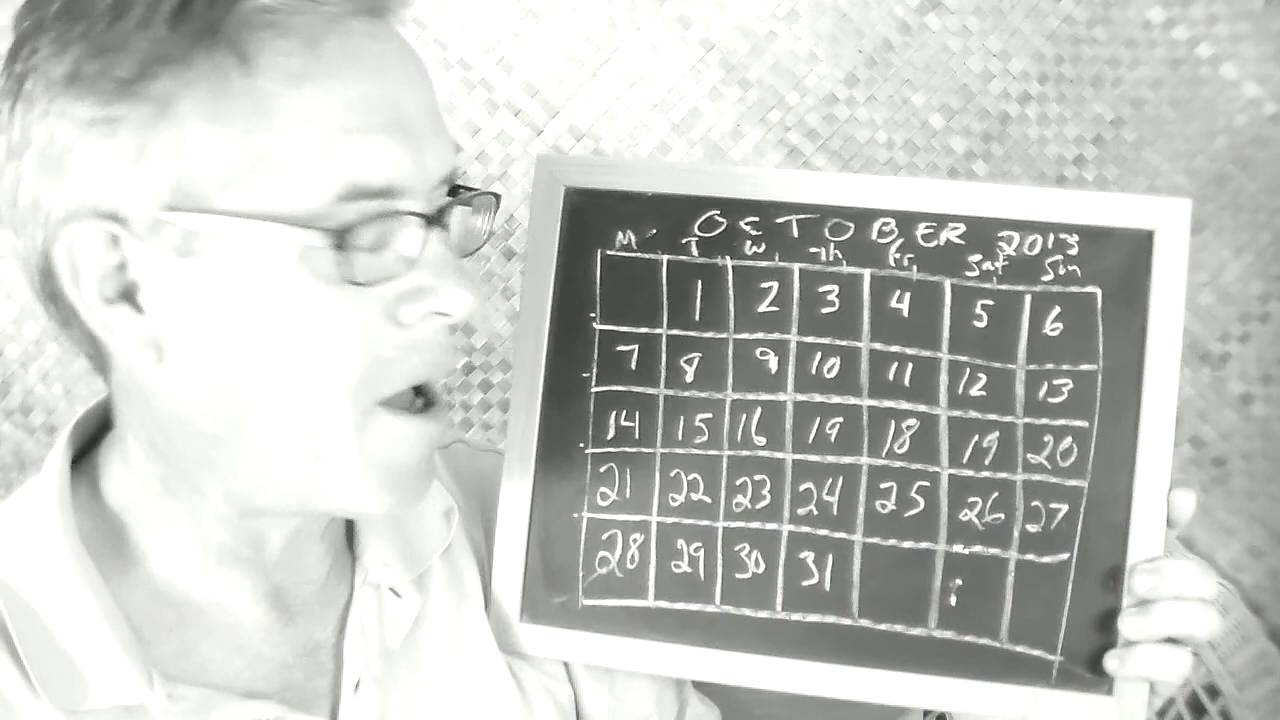 OCTOBER 2013
M T W Th Fr Sat Sun
1 2 3 4 5 6
7 8 9 10 11 12 13
14 15 16 19 18 19 20
21 22 23 24 25 26 27
28 29 30 31